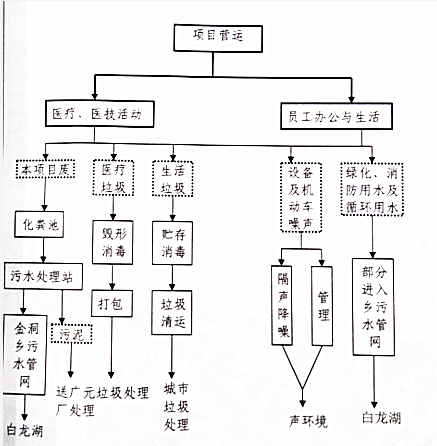 项目营运
医疗、医技活动
员工办公与生活
本项目废
医疗
垃圾
生活
垃圾
设备
及机
动车
噪声
绿化、消
防用水及
循环用水
化粪池
毁形
消毒
贮存
消毒
污水处理站
打包
垃圾
清运
隔
声
降
噪
管
理
部分
进入
乡污
水管
网
金洞
乡污
水管
网
污泥
送广元垃圾处理
厂处理
城市
垃圾
处理
声环境
白龙湖
白龙湖